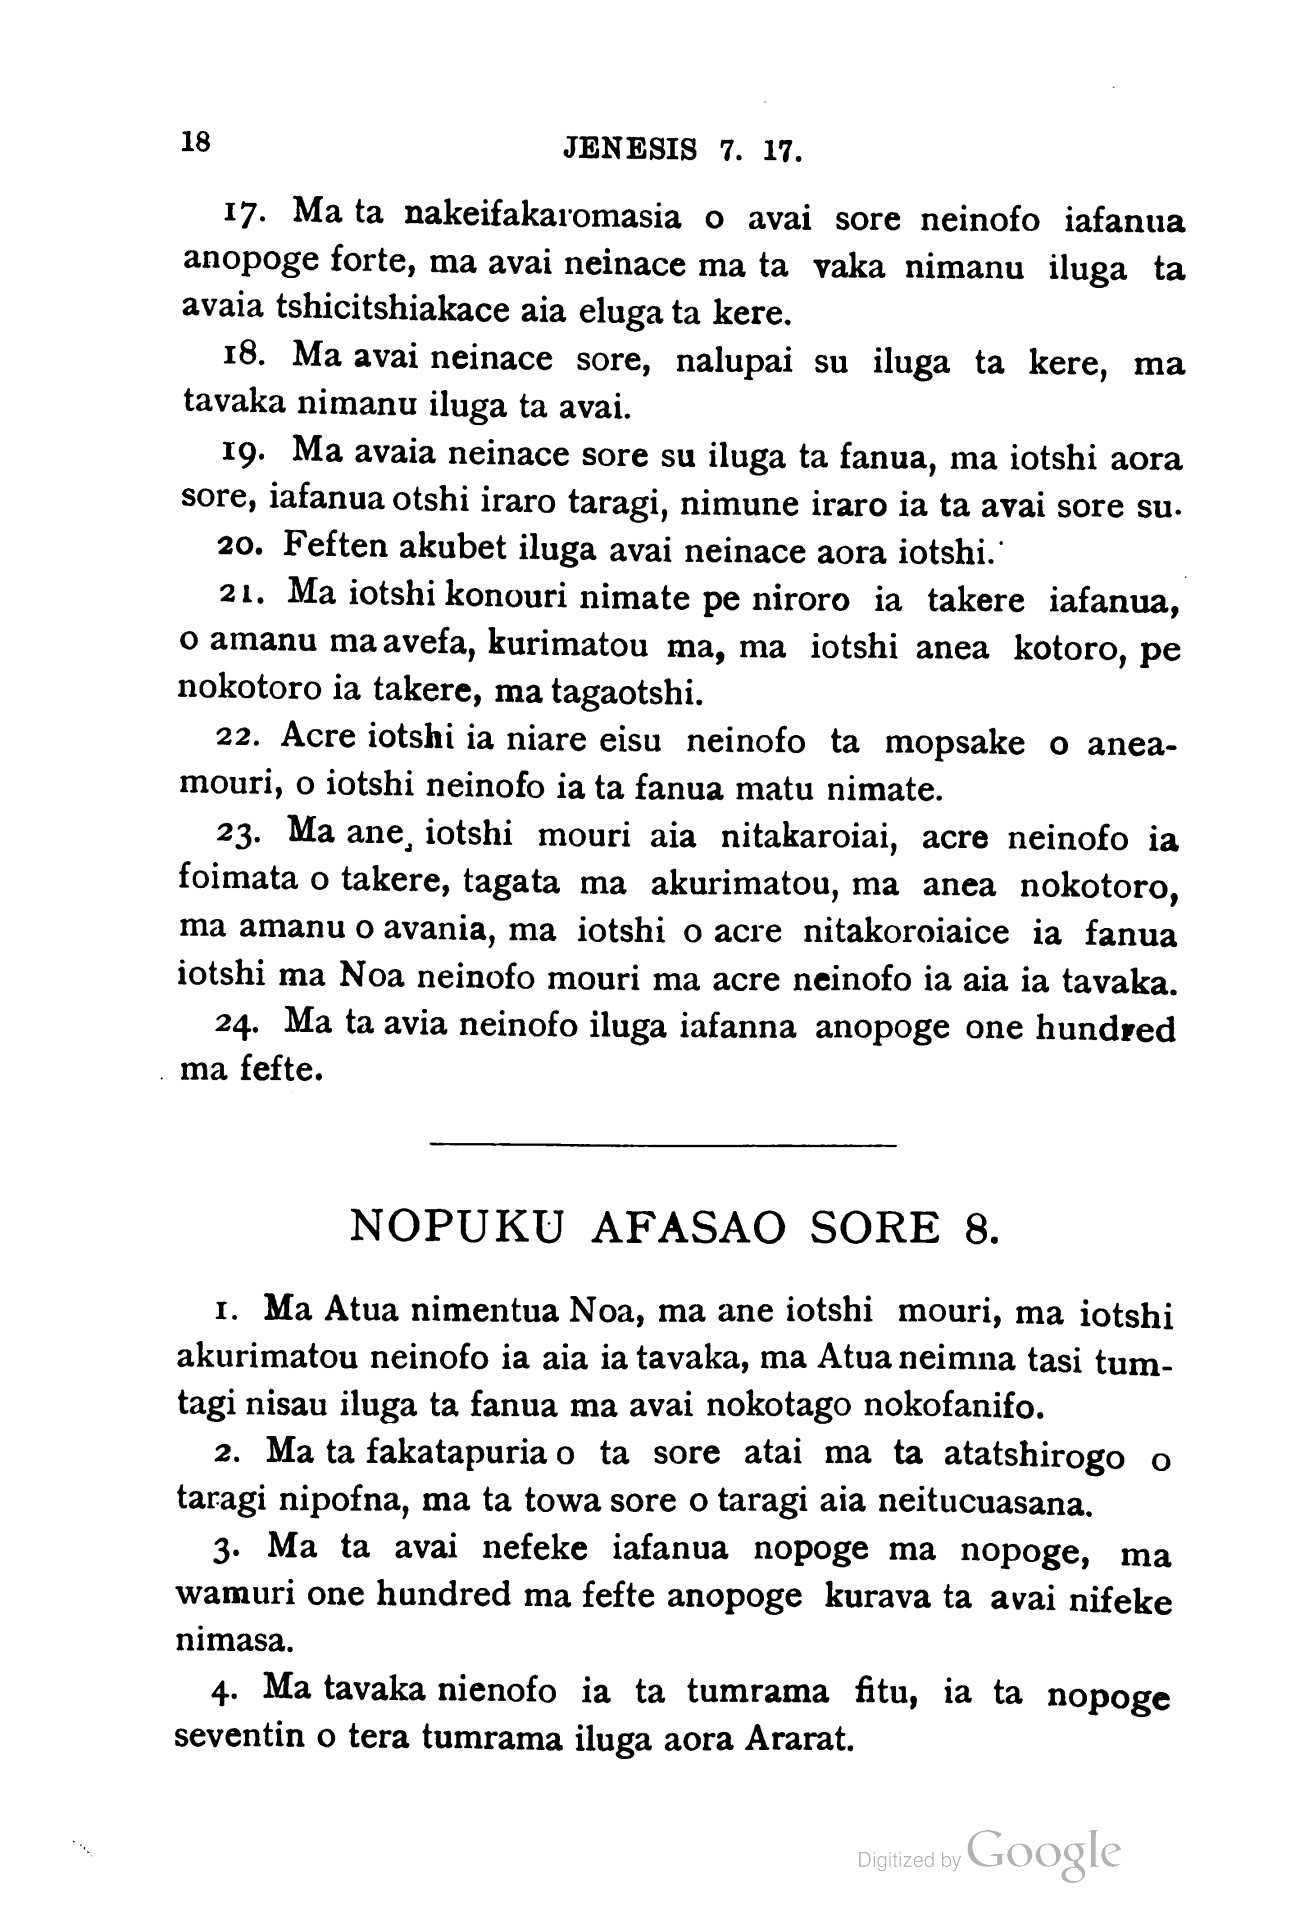 18
JENESIS 7. 17.
17. Ma ta nakeifakaromasia o avai sore neinofo iafanua
anopoge forte, ma avai neinace ma ta vaka nimanu iluga ta
avaia tshicitshiakace aia eluga ta kere.
18. Ma avai neinace sore, nalupai su iluga ta kere, ma
tavaka nimanu iluga ta avai.
19. Ma avaia neinace sore su iluga ta fanua, ma iotshi aora
sore, iafanua otshi iraro taragi, nimune iraro ia ta avai sore su.
20. Feften akubet iluga avai neinace aora iotshi.
21. Ma iotshi konouri nimate pe niroro ia takere iafanua,
o amanu ma avefa, kurimatou ma, ma iotshi anea kotoro, pe
nokotoro ia takere, ma tagaotshi.
22. Acre iotshi ia niare eisu neinofo ta mopsake o anea-
mouri, o iotshi neinofo ia ta fanua matu nimate.
23. Ma ane, iotshi mouri aia nitakaroiai, acre neinofo ia
foimata o takere, tagata ma akurimatou, ma anea nokotoro,
ma amanu o avania, ma iotshi o acre nitakoroiaice ia fanua
iotshi ma Noa neinofo mouri ma acre neinofo ia aia ia tavaka.
24. Ma ta avia neinofo iluga iafanna anopoge one hundred
ma fefte.
NOPUKU AFASAO SORE 8.
1. Ma Atua nimentua Noa, ma ane iotshi mouri, ma iotshi
akurimatou neinofo ia aia ia tavaka, ma Atua neimna tasi tum-
tagi nisau iluga ta fanua ma avai nokotago nokofanifo.
2. Ma ta fakatapuria o ta sore atai ma ta atatshirogo o
taragi nipofna, ma ta towa sore o taragi aia neitucuasana.
3. Ma ta avai nefeke iafanua nopoge ma nopoge, ma
wamuri one hundred ma fefte anopoge kurava ta avai nifeke
nimasa.
4. Ma tavaka nienofo ia ta tumrama fitu, ia ta nopoge
seventin o tera tumrama iluga aora Ararat.
Digitized by Google